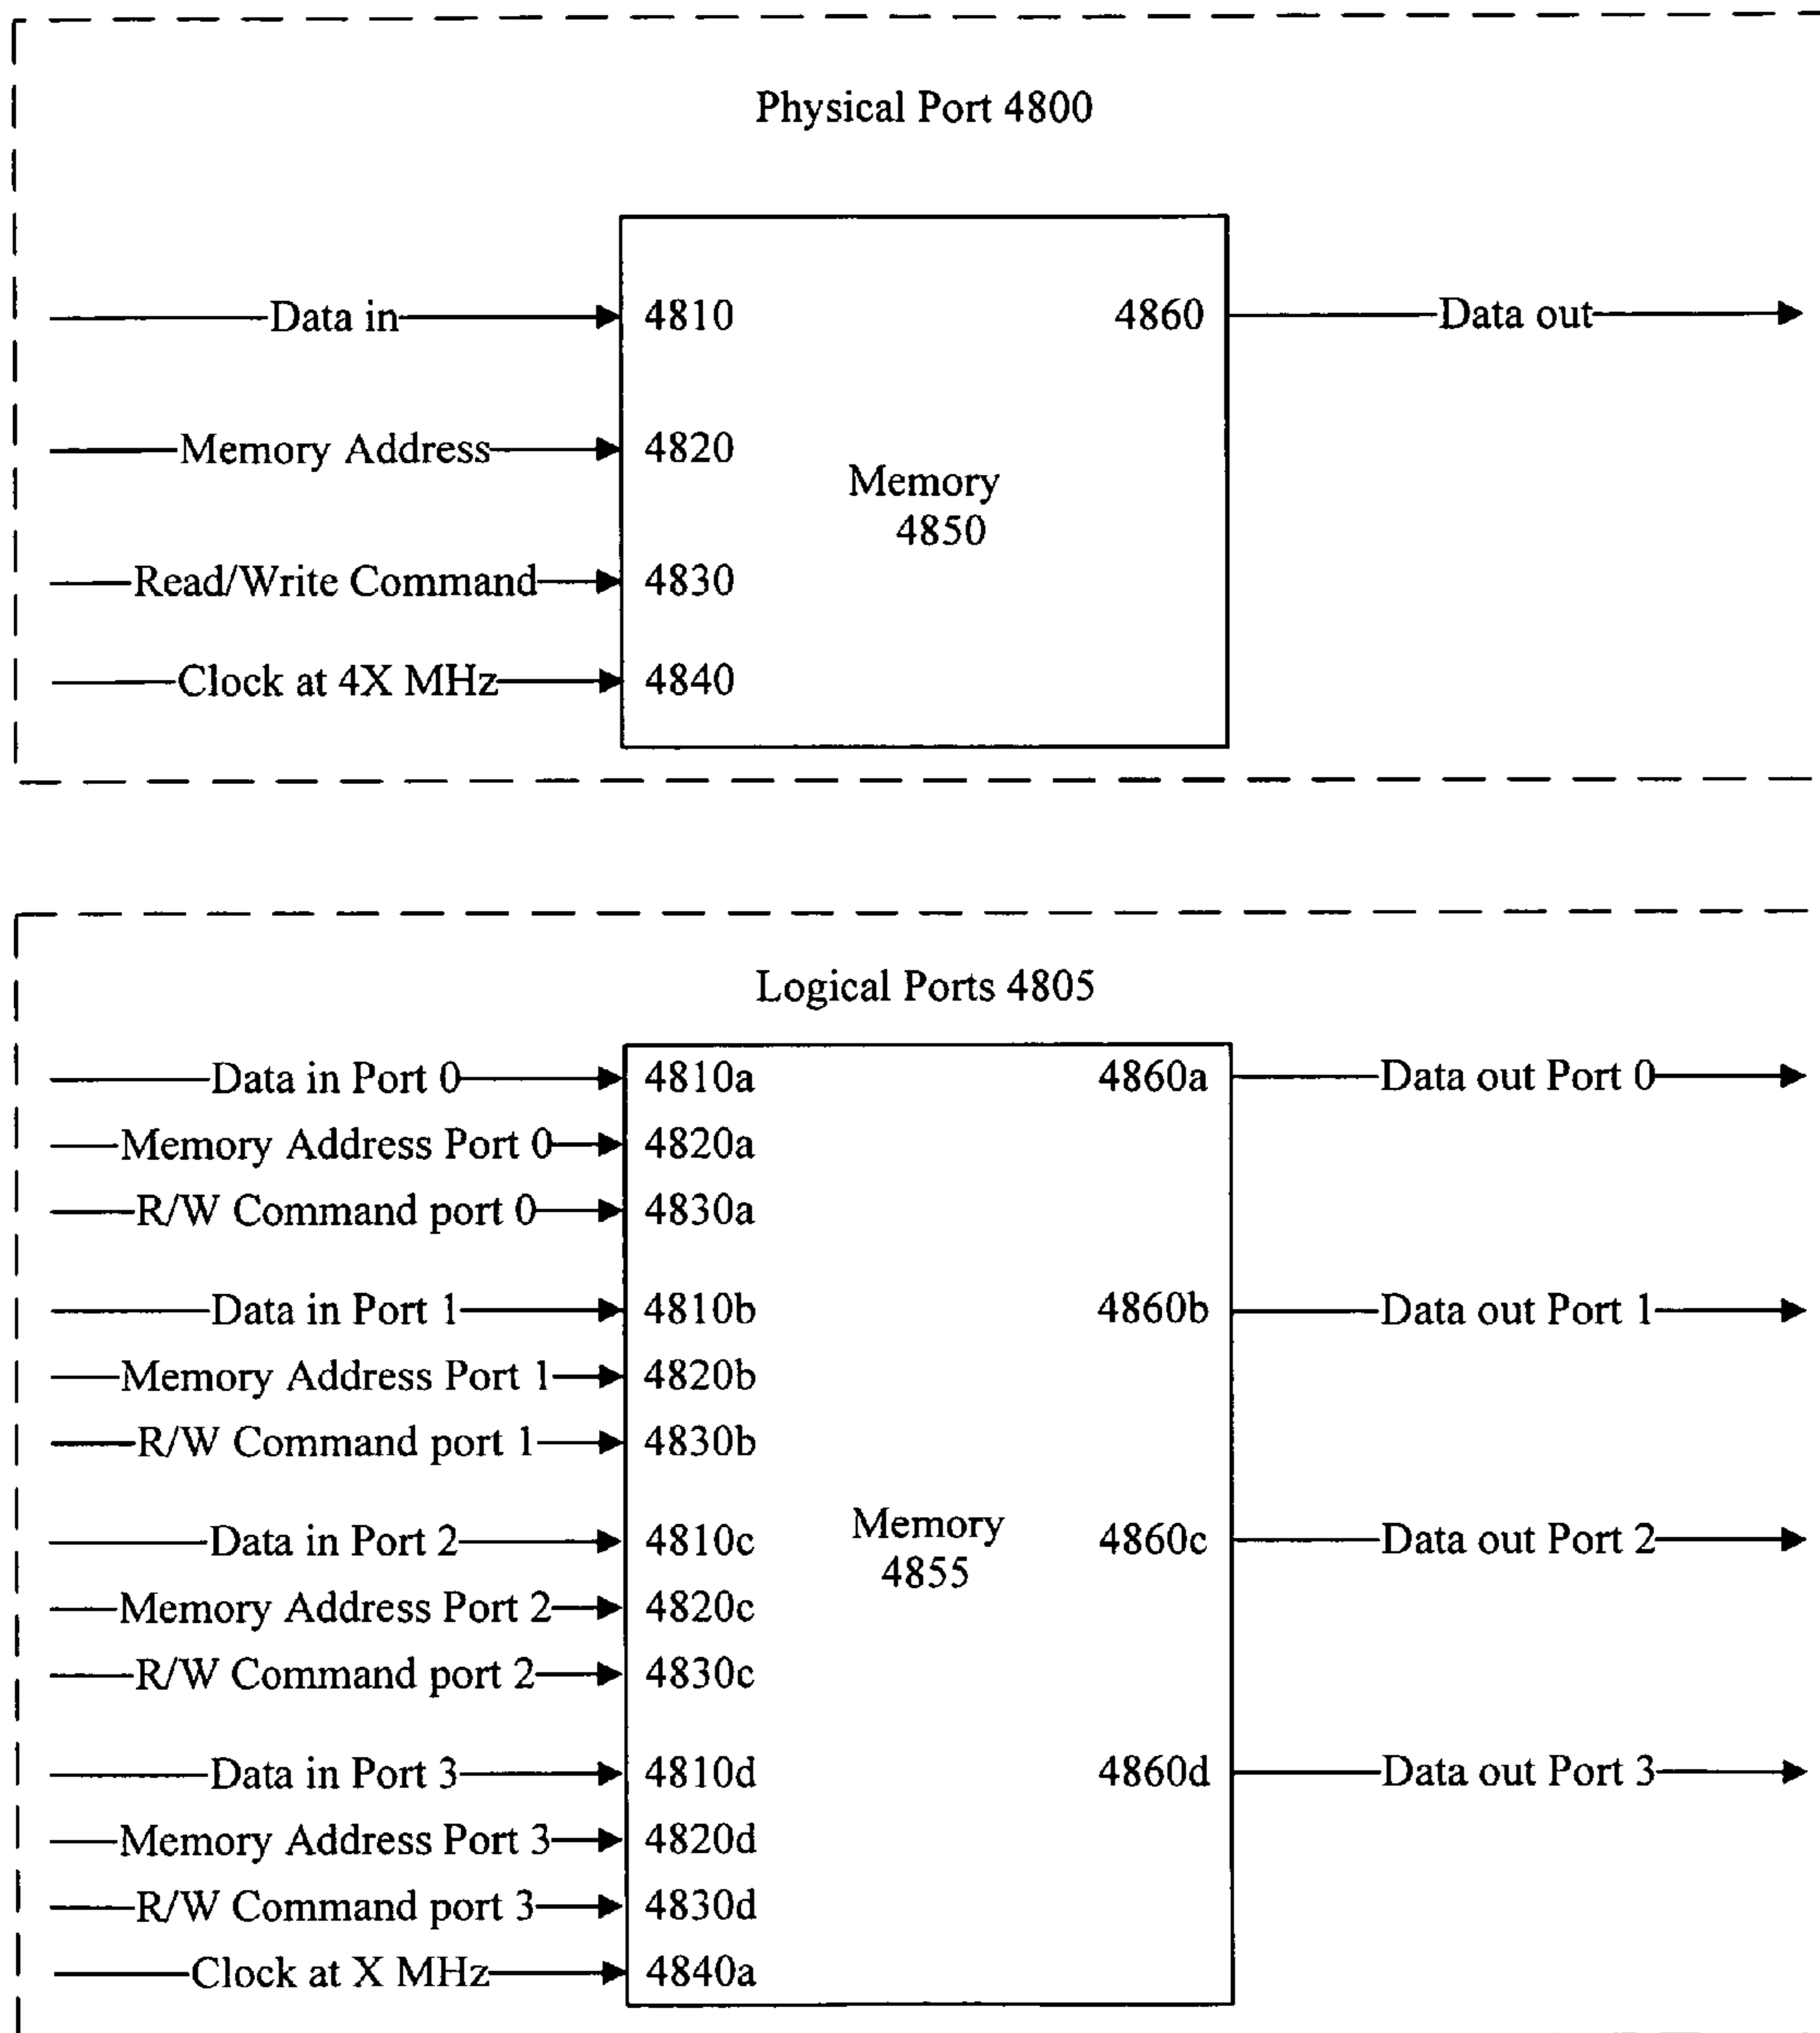 Physical Port 4800
Data in 4810 4860 Data out
Memory Address 4820
Memory
4850
Read/Write Command 4830
Clock at 4X MHz 4840
Logical Ports 4805
Data in Port 0 4810a 4860a Data out Port 0
Memory Address Port 0 4820a
R/W Command port 0 4830a
Data in Port 1 4810b 4860b Data out Port 1
Memory Address Port 1 4820b
R/W Command port 1 4830b
Data in Port 2 4810c Memory 4860c Data out Port 2
4855
Memory Address Port 2 4820c
R/W Command port 2 4830c
Data in Port 3 4810d 4860d Data out Port 3
Memory Address Port 3 4820d
R/W Command port 3 4830d
Clock at X MHz 4840a